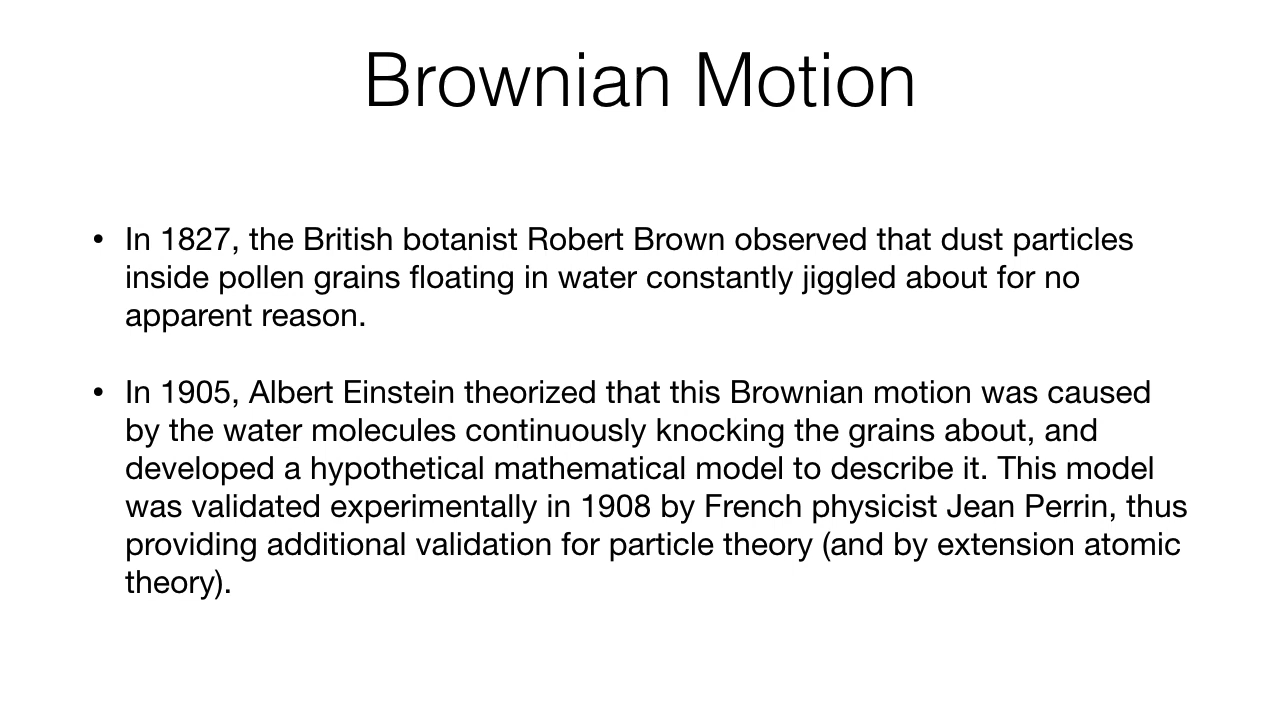 Brownian Motion
• In 1827, the British botanist Robert Brown observed that dust particles
inside pollen grains floating in water constantly jiggled about for no
apparent reason.
• In 1905, Albert Einstein theorized that this Brownian motion was caused
by the water molecules continuously knocking the grains about, and
developed a hypothetical mathematical model to describe it. This model
was validated experimentally in 1908 by French physicist Jean Perrin, thus
providing additional validation for particle theory (and by extension atomic
theory).